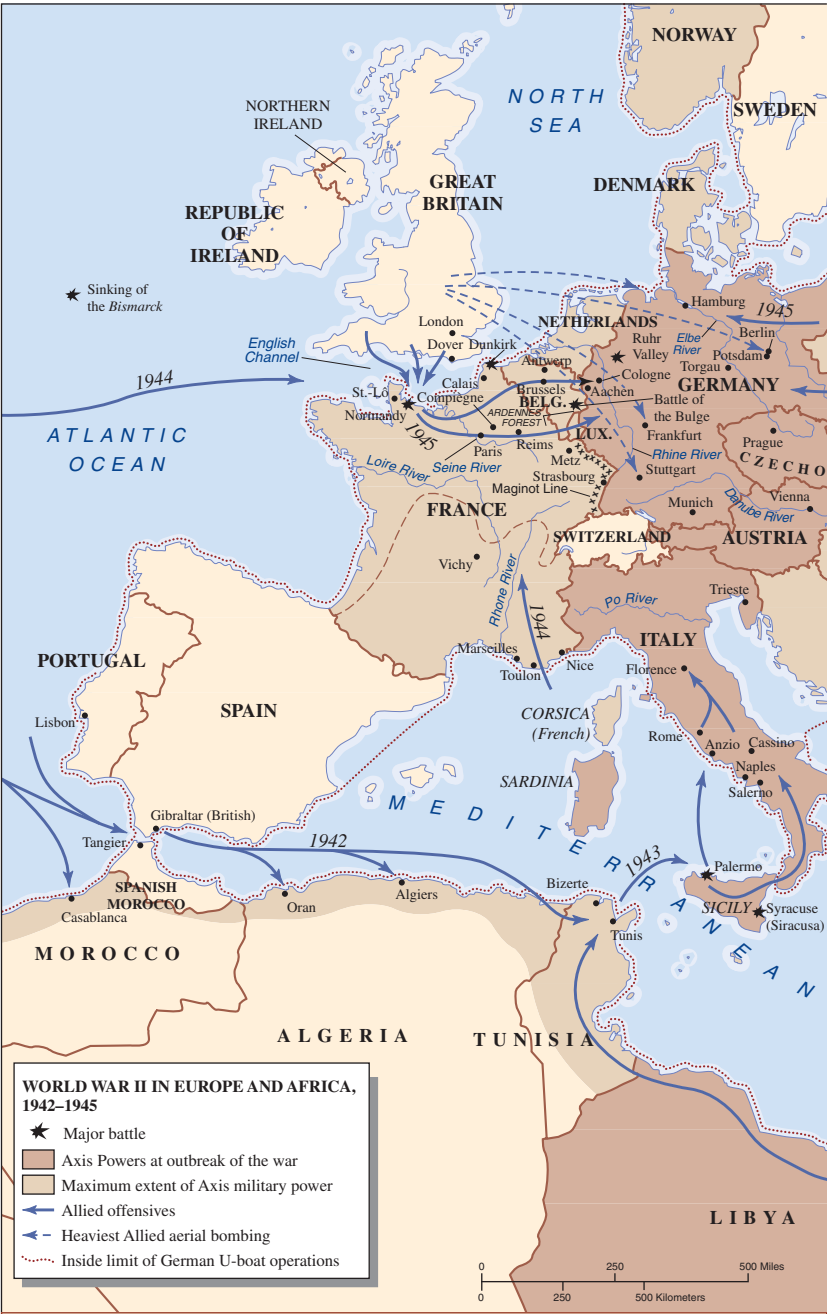 NORWAY
NORTH
SEA
SWEDEN
NORTHERN
IRELAND
GREAT
BRITAIN
DENMARK
REPUBLIC
OF
IRELAND
Sinking of
the Bismarck
Hamburg
1945
London
NETHERLANDS
Elbe
River
Berlin
English
Channel
Dover
Dunkirk
Ruhr
Valley
Potsdam
Antwerp
Torgau
1944
Calais
Brussels
Cologne
GERMANY
St.-Lô
Compiegne
BELG.
Aachen
Normandy
ARDENNES
FOREST
Battle of
the Bulge
1945
ATLANTIC
OCEAN
Paris
Reims
LUX.
Frankfurt
Prague
Loire River
Seine River
Metz
Rhine River
CZECHO
Strasbourg
Stuttgart
Maginot Line
FRANCE
Munich
Danube River
Vienna
SWITZERLAND
AUSTRIA
Vichy
Rhone River
Trieste
Po River
1944
ITALY
Marseilles
Toulon
Nice
Florence
PORTUGAL
SPAIN
Lisbon
CORSICA
(French)
Rome
Anzio
Cassino
SARDINIA
Naples
Salerno
MEDITERRANEAN
Gibraltar (British)
Tangier
1942
1943
Palermo
SPANISH
MOROCCO
Bizerte
Casablanca
Oran
Algiers
SICILY
Syracuse
(Siracusa)
Tunis
MOROCCO
ALGERIA
TUNISIA
WORLD WAR II IN EUROPE AND AFRICA,
1942–1945
Major battle
Axis Powers at outbreak of the war
Maximum extent of Axis military power
Allied offensives
Heaviest Allied aerial bombing
Inside limit of German U-boat operations
LIBYA
0 250 500 Miles
0 250 500 Kilometers